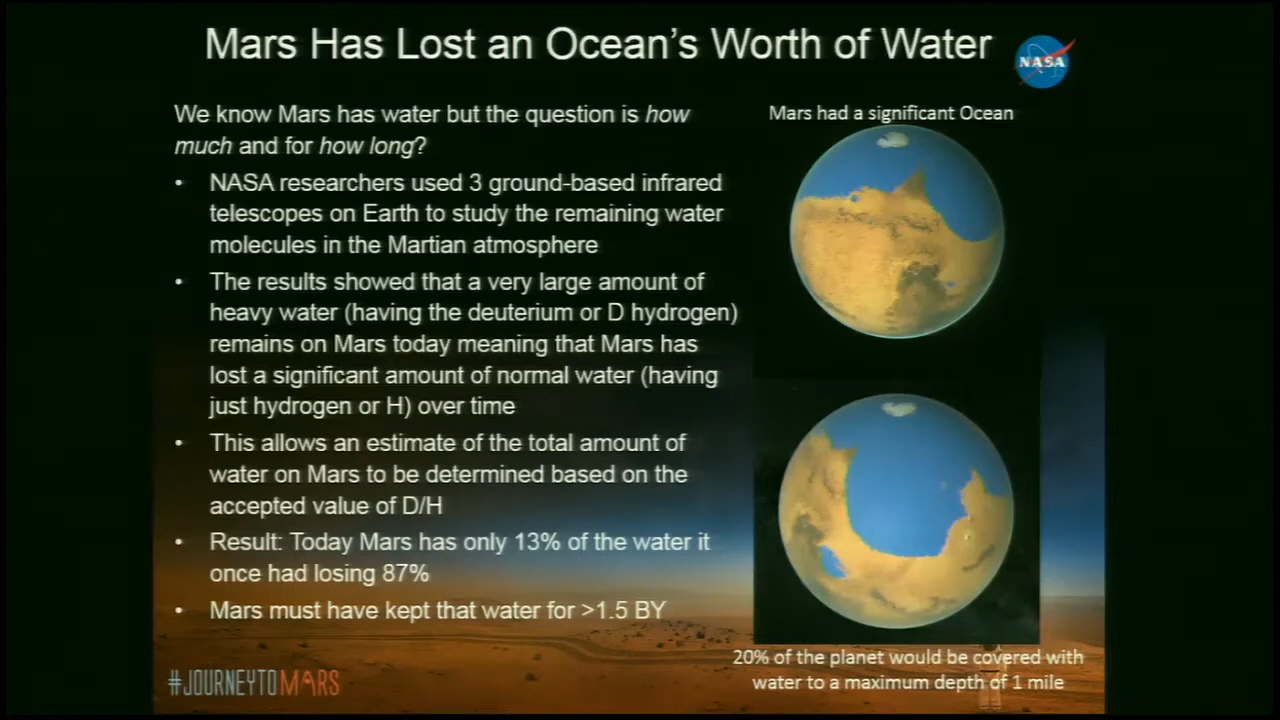 Mars Has Lost an Ocean's Worth of Water
NASA
We know Mars has water but the question is how
much and for how long?
• NASA researchers used 3 ground-based infrared
telescopes on Earth to study the remaining water
molecules in the Martian atmosphere
• The results showed that a very large amount of
heavy water (having the deuterium or D hydrogen)
remains on Mars today meaning that Mars has
lost a significant amount of normal water (having
just hydrogen or H) over time
• This allows an estimate of the total amount of
water on Mars to be determined based on the
accepted value of D/H
• Result: Today Mars has only 13% of the water it
once had losing 87%
• Mars must have kept that water for >1.5 BY
#JOURNEYTOMARS
Mars had a significant Ocean
20% of the planet would be covered with
water to a maximum depth of 1 mile